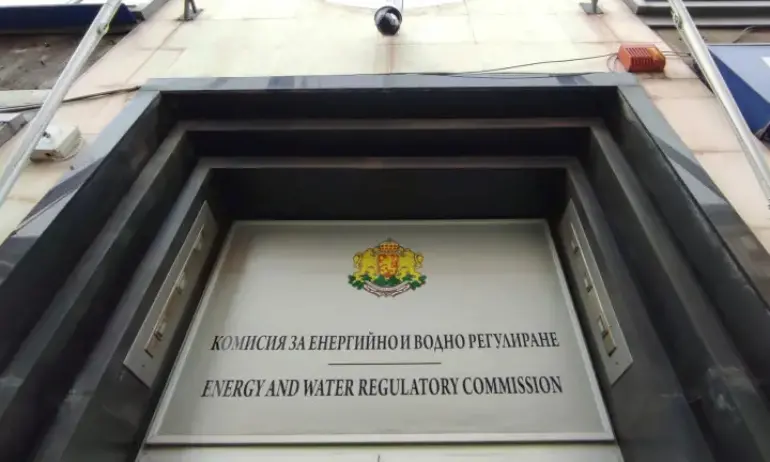 КОМИСИЯ ЗА ЕНЕРГИЙНО И ВОДНО РЕГУЛИРАНЕ
ENERGY AND WATER REGULATORY COMMISSION